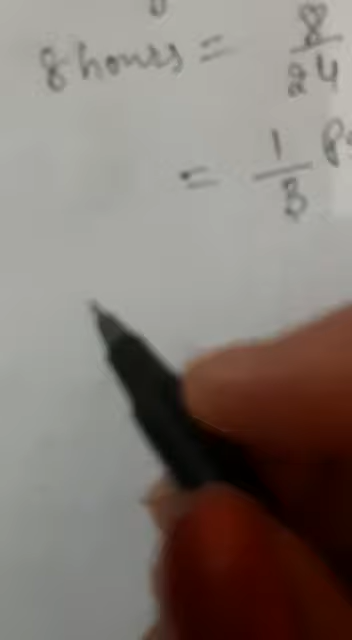 8 hours = 8/24
= 1/3